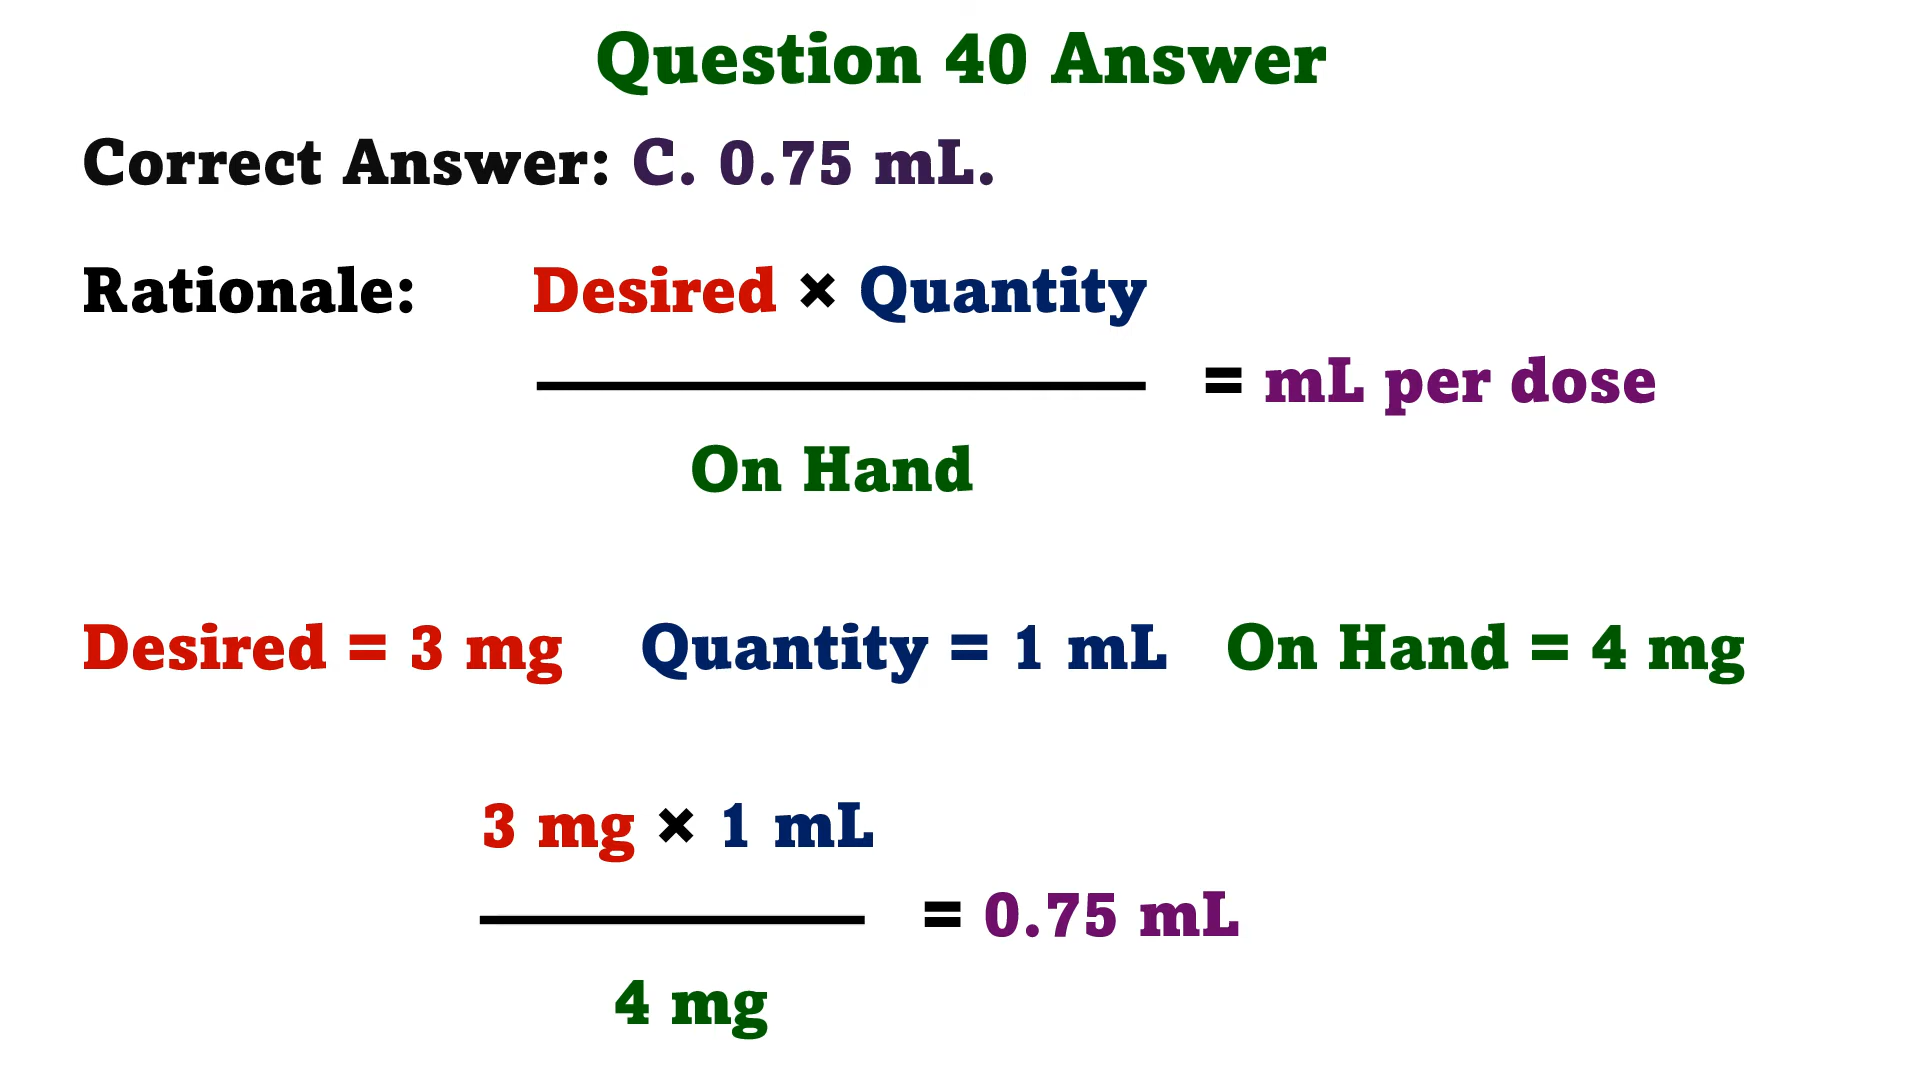 Question 40 Answer
Correct Answer: C. 0.75 mL.
Rationale: Desired × Quantity
= mL per dose
On Hand
Desired = 3 mg Quantity = 1 mL On Hand = 4 mg
3 mg × 1 mL
= 0.75 mL
4 mg